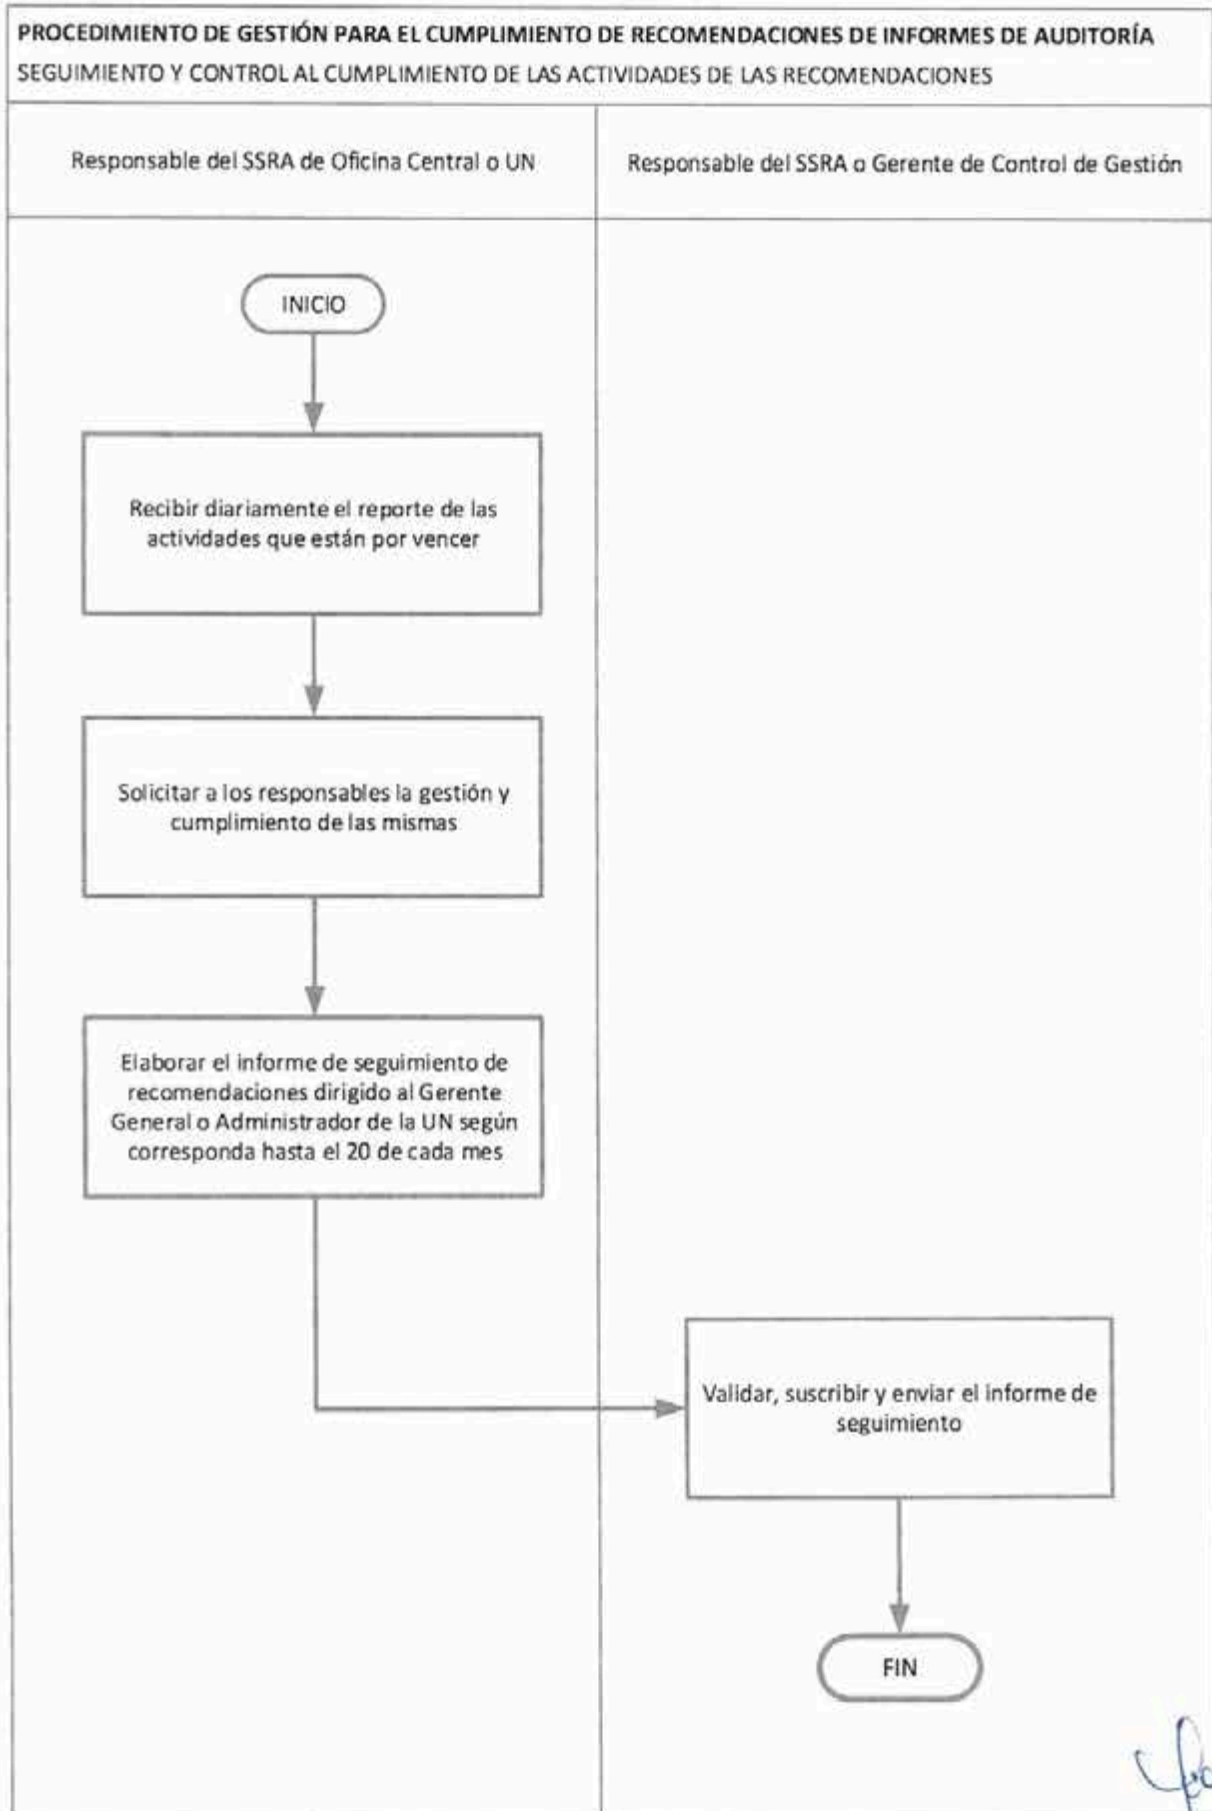 PROCEDIMIENTO DE GESTIÓN PARA EL CUMPLIMIENTO DE RECOMENDACIONES DE INFORMES DE AUDITORÍA
SEGUIMIENTO Y CONTROL AL CUMPLIMIENTO DE LAS ACTIVIDADES DE LAS RECOMENDACIONES
Responsable del SSRA de Oficina Central o UN
Responsable del SSRA o Gerente de Control de Gestión
INICIO
Recibir diariamente el reporte de las
actividades que están por vencer
Solicitar a los responsables la gestión y
cumplimiento de las mismas
Elaborar el informe de seguimiento de
recomendaciones dirigido al Gerente
General o Administrador de la UN según
corresponda hasta el 20 de cada mes
Validar, suscribir y enviar el informe de
seguimiento
FIN